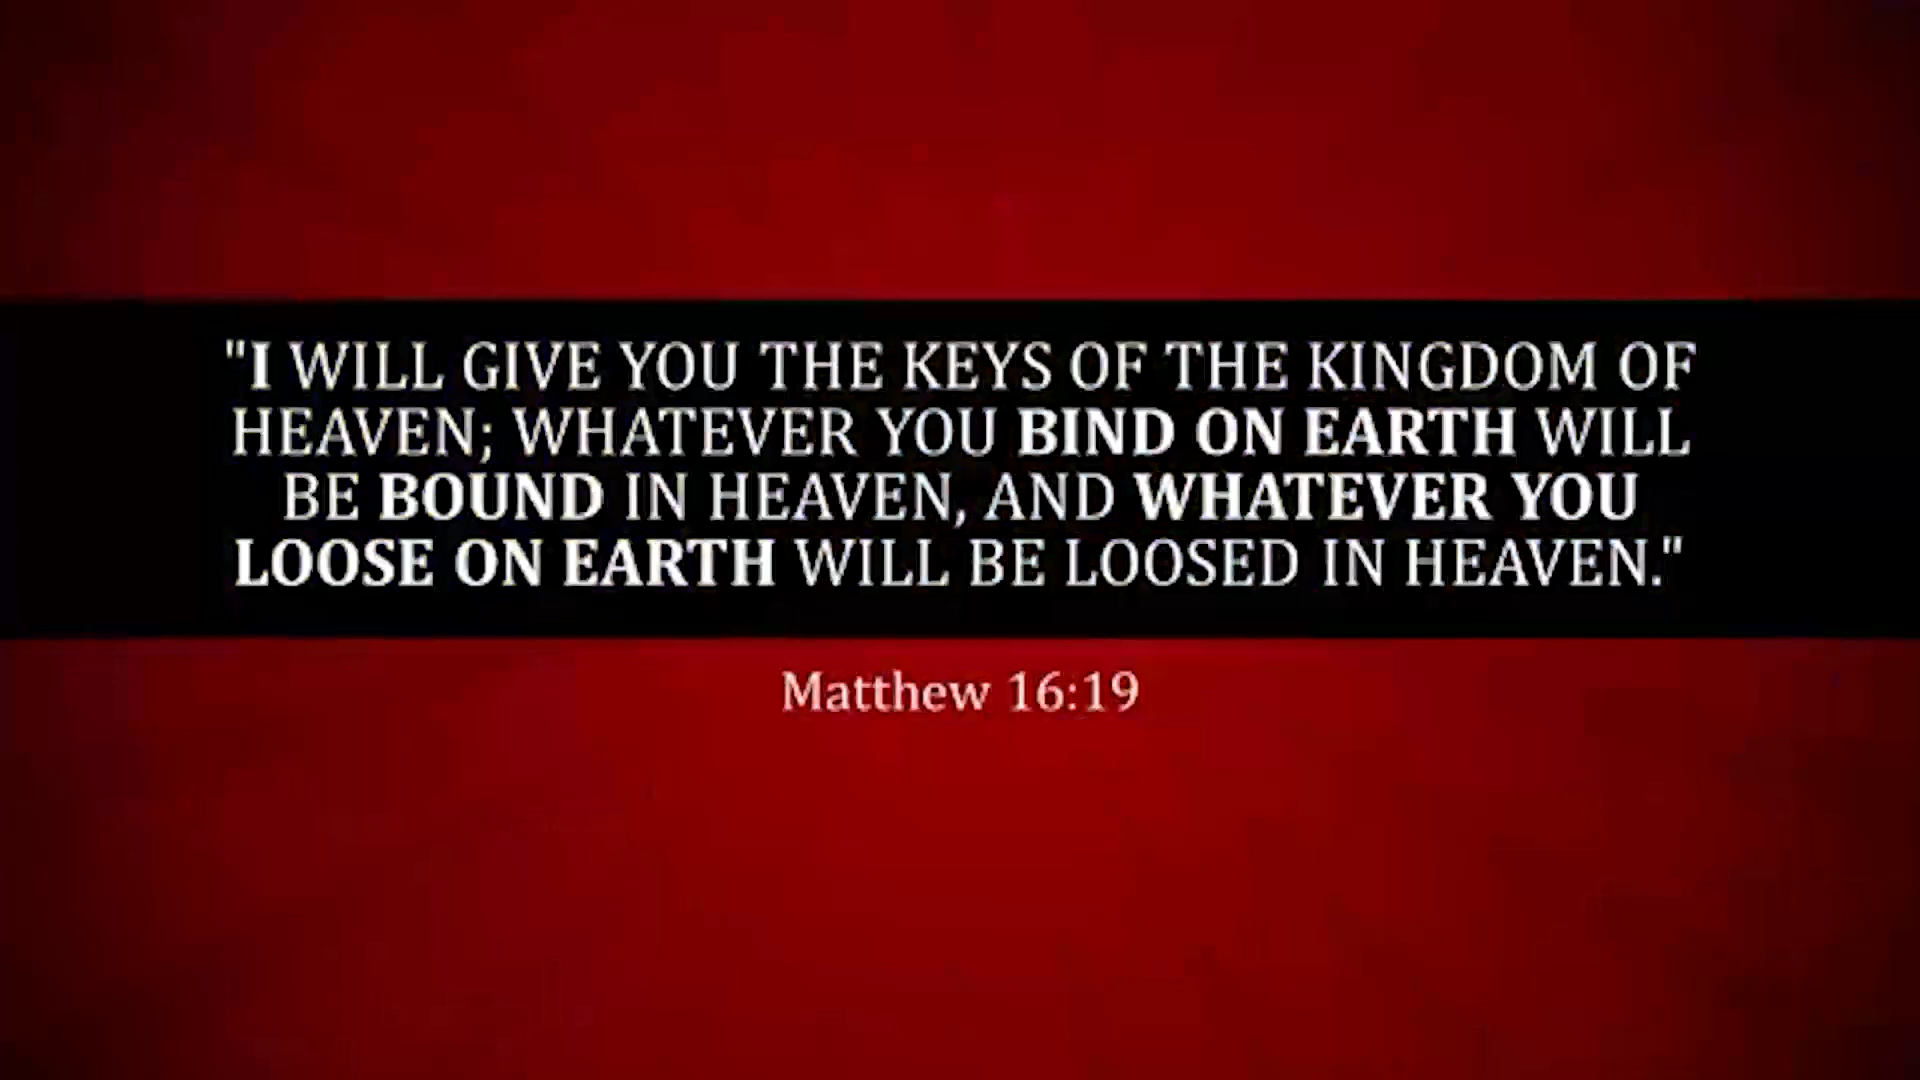 "I WILL GIVE YOU THE KEYS OF THE KINGDOM OF
HEAVEN; WHATEVER YOU BIND ON EARTH WILL
BE BOUND IN HEAVEN, AND WHATEVER YOU
LOOSE ON EARTH WILL BE LOOSED IN HEAVEN."
Matthew 16:19